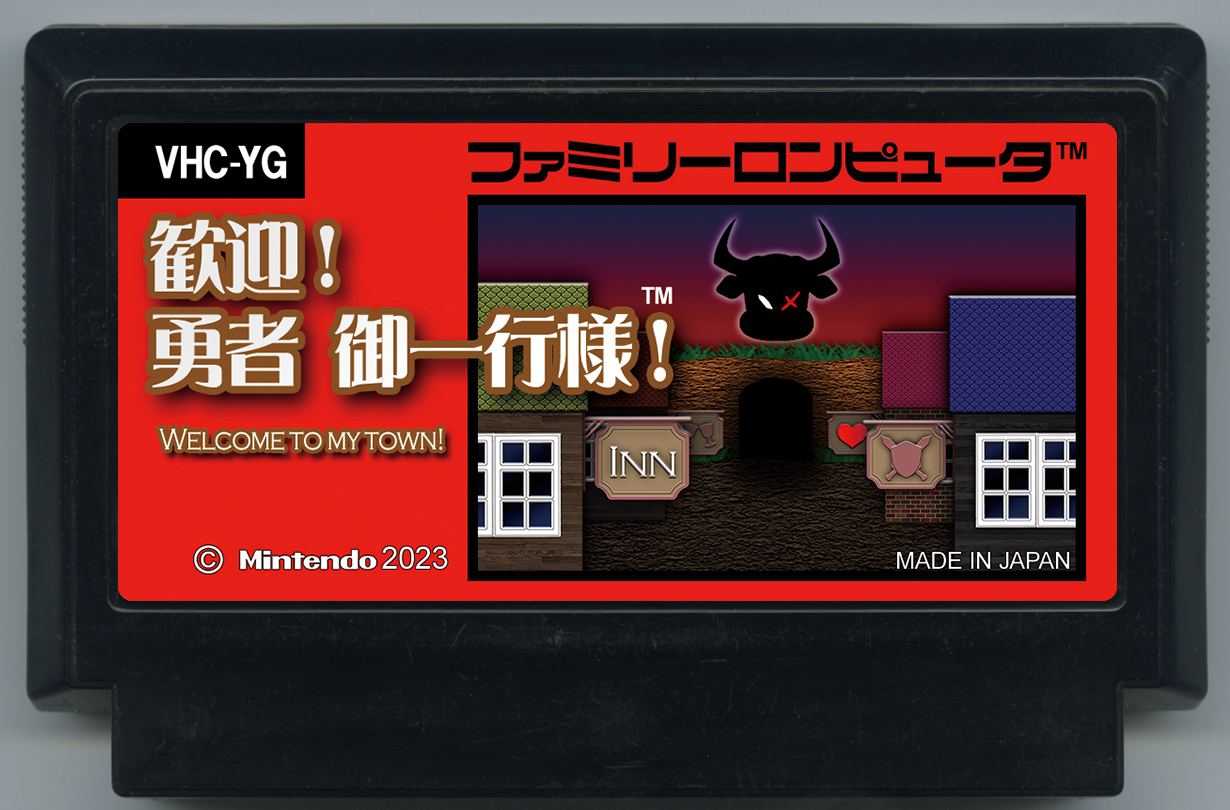 VHC-YG
ファミリーコンピュータ™
歓迎！
勇者 御一行様！™
WELCOME TO MY TOWN!
INN
© Mintendo 2023
MADE IN JAPAN